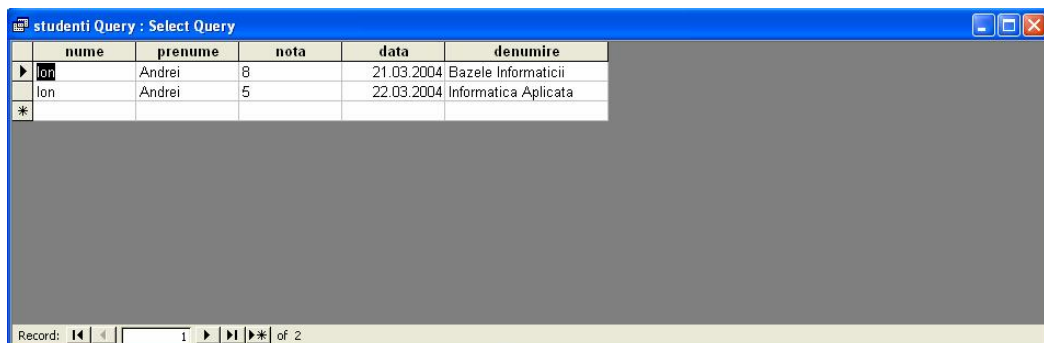 studenti Query : Select Query
nume prenume nota data denumire
Ion Andrei 8 21.03.2004 Bazele Informaticii
Ion Andrei 5 22.03.2004 Informatica Aplicata
Record: 1 of 2